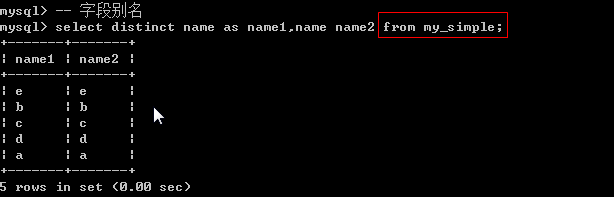 mysql> -- 字段别名
mysql> select distinct name as name1,name name2 from my_simple;
+-------+-------+
| name1 | name2 |
+-------+-------+
| e     | e     |
| b     | b     |
| c     | c     |
| d     | d     |
| a     | a     |
+-------+-------+
5 rows in set (0.00 sec)